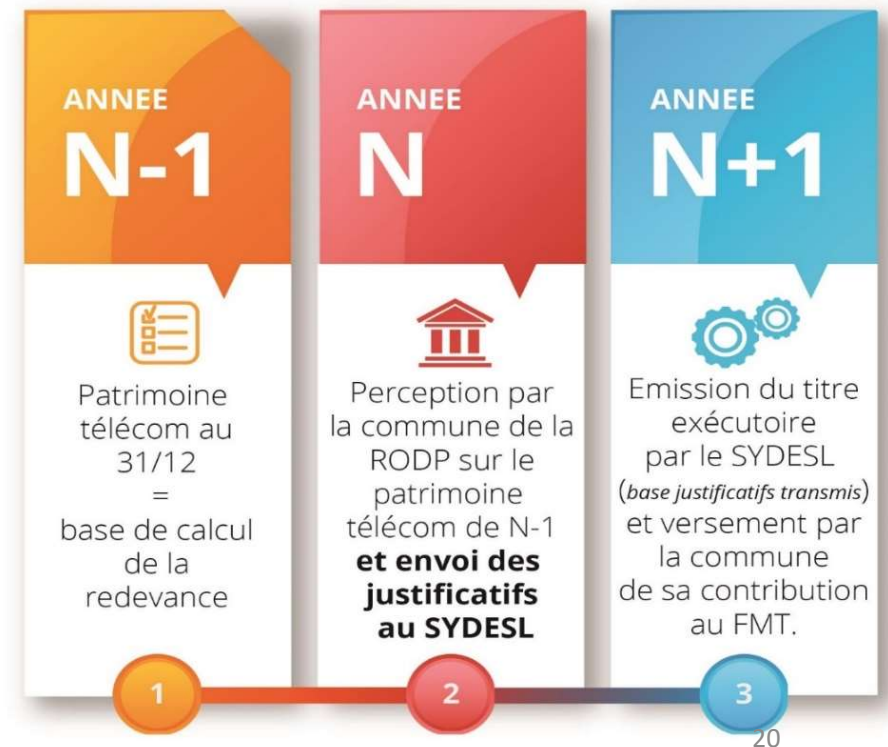 ANNEE
N-1
Patrimoine
télécom au
31/12
=
base de calcul
de la
redevance
1
ANNEE
N
Perception par
la commune de la
RODP sur le
patrimoine
télécom de N-1
et envoi des
justificatifs
au SYDESL
2
ANNEE
N+1
Emission du titre
exécutoire
par le SYDESL
(base justificatifs transmis)
et versement par
la commune
de sa contribution
au FMT.
3
20